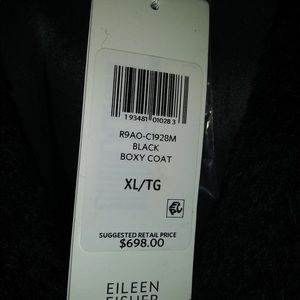 1 93481 01028 3
R9AO-C1928M
BLACK
BOXY COAT
XL/TG
SUGGESTED RETAIL PRICE
$698.00
EILEEN
FISHER